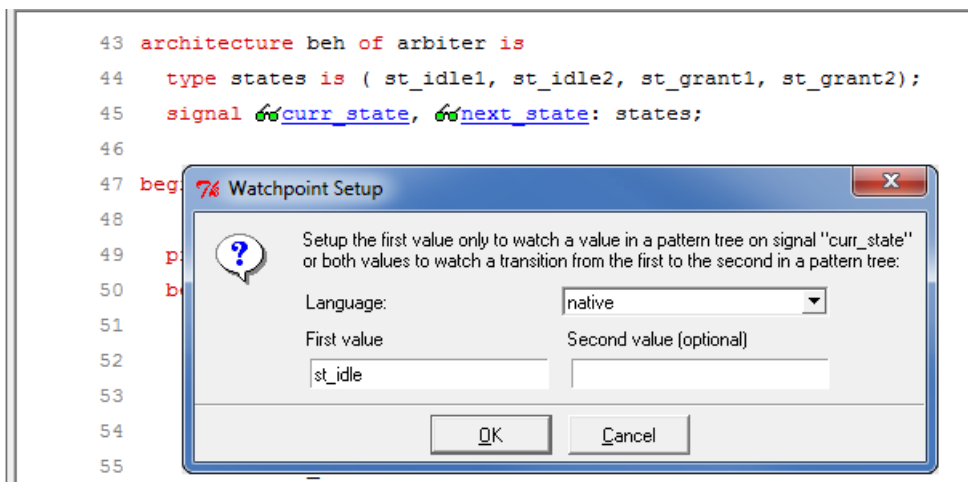 43 architecture beh of arbiter is
44 type states is ( st_idle1, st_idle2, st_grant1, st_grant2);
45 signal curr_state, next_state: states;
46
47 beg
Watchpoint Setup
X
48
Setup the first value only to watch a value in a pattern tree on signal "curr_state"
49 p
or both values to watch a transition from the first to the second in a pattern tree:
50 b
Language:
native
51
First value
Second value (optional)
52
st_idle
53
54
OK
Cancel
55